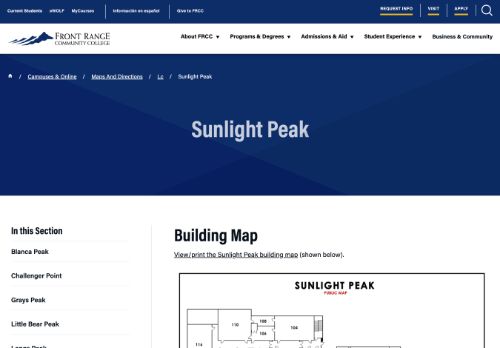 Current Students eWOLF MyCourses Información en español Give to FRCC REQUEST INFO VISIT APPLY
FRONT RANGE
COMMUNITY COLLEGE
About FRCC Programs & Degrees Admissions & Aid Student Experience Business & Community
/ Campuses & Online / Maps And Directions / Lc / Sunlight Peak
Sunlight Peak
In this Section
Blanca Peak
Challenger Point
Grays Peak
Little Bear Peak
Longs Peak
Building Map
View/print the Sunlight Peak building map (shown below).
SUNLIGHT PEAK
PUBLIC MAP
110
108
106
104
114